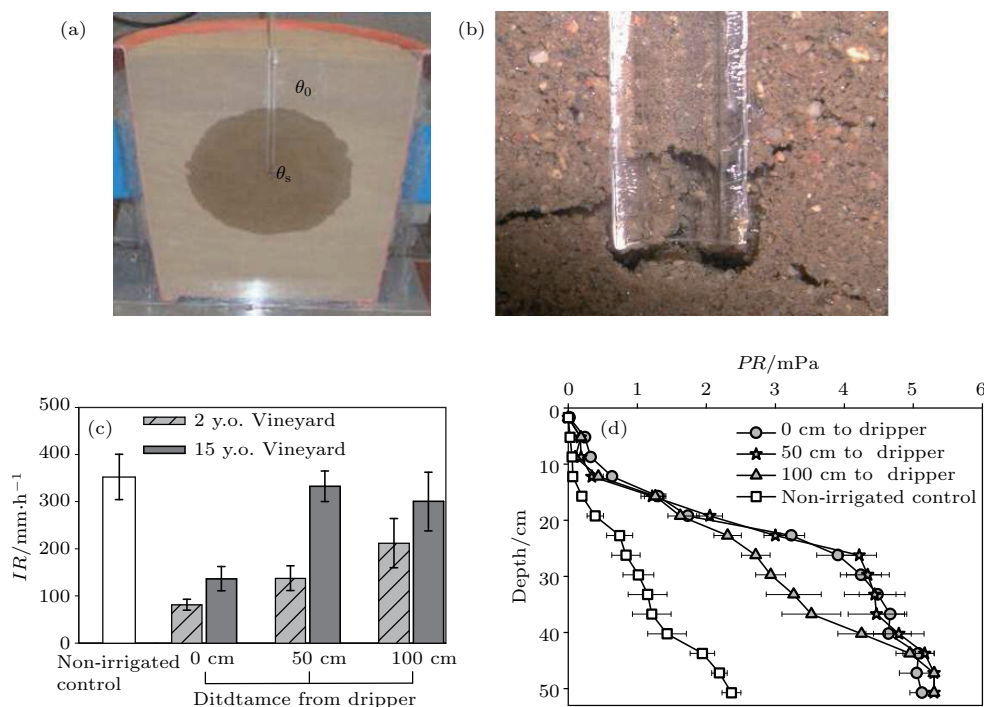 (a)
θ0
θs
(b)
500
400
300
200
100
0
IR/mm·h−1
(c)
2 y.o. Vineyard
15 y.o. Vineyard
Non-irrigated control
0 cm
50 cm
100 cm
Ditdtamce from dripper
PR/mPa
0 1 2 3 4 5 6
0
10
20
30
40
50
Depth/cm
(d)
0 cm to dripper
50 cm to dripper
100 cm to dripper
Non-irrigated control